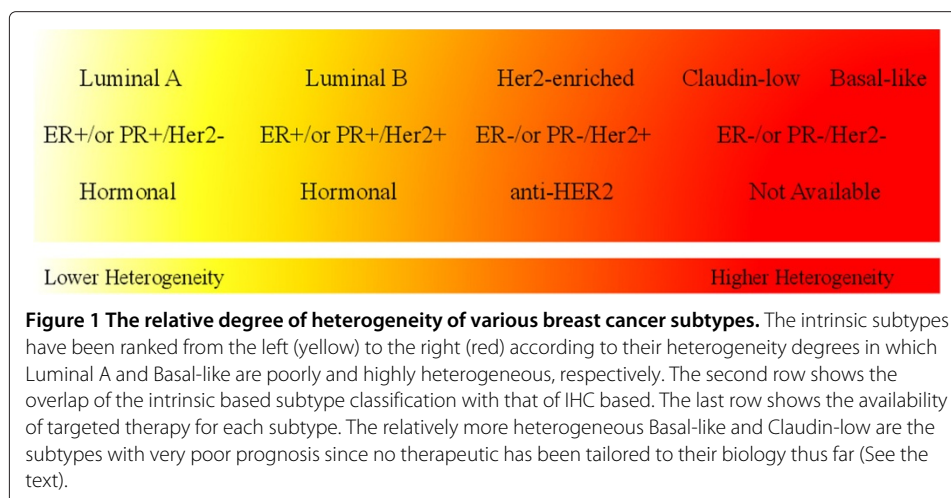 Luminal A Luminal B Her2-enriched Claudin-low Basal-like
ER+/or PR+/Her2- ER+/or PR+/Her2+ ER-/or PR-/Her2+ ER-/or PR-/Her2-
Hormonal Hormonal anti-HER2 Not Available
Lower Heterogeneity Higher Heterogeneity
Figure 1 The relative degree of heterogeneity of various breast cancer subtypes. The intrinsic subtypes
have been ranked from the left (yellow) to the right (red) according to their heterogeneity degrees in which
Luminal A and Basal-like are poorly and highly heterogeneous, respectively. The second row shows the
overlap of the intrinsic based subtype classification with that of IHC based. The last row shows the availability
of targeted therapy for each subtype. The relatively more heterogeneous Basal-like and Claudin-low are the
subtypes with very poor prognosis since no therapeutic has been tailored to their biology thus far (See the
text).